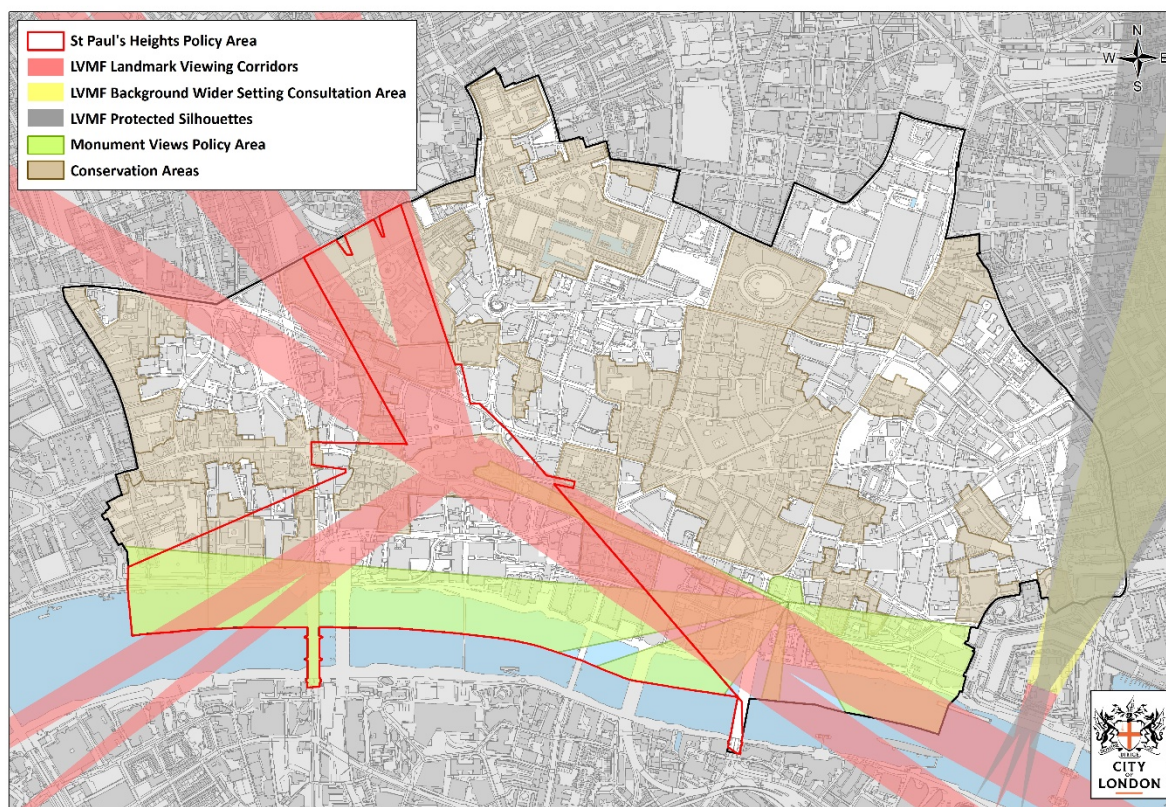 St Paul's Heights Policy Area
LVMF Landmark Viewing Corridors
LVMF Background Wider Setting Consultation Area
LVMF Protected Silhouettes
Monument Views Policy Area
Conservation Areas
N
W E
S
CITY
OF
LONDON